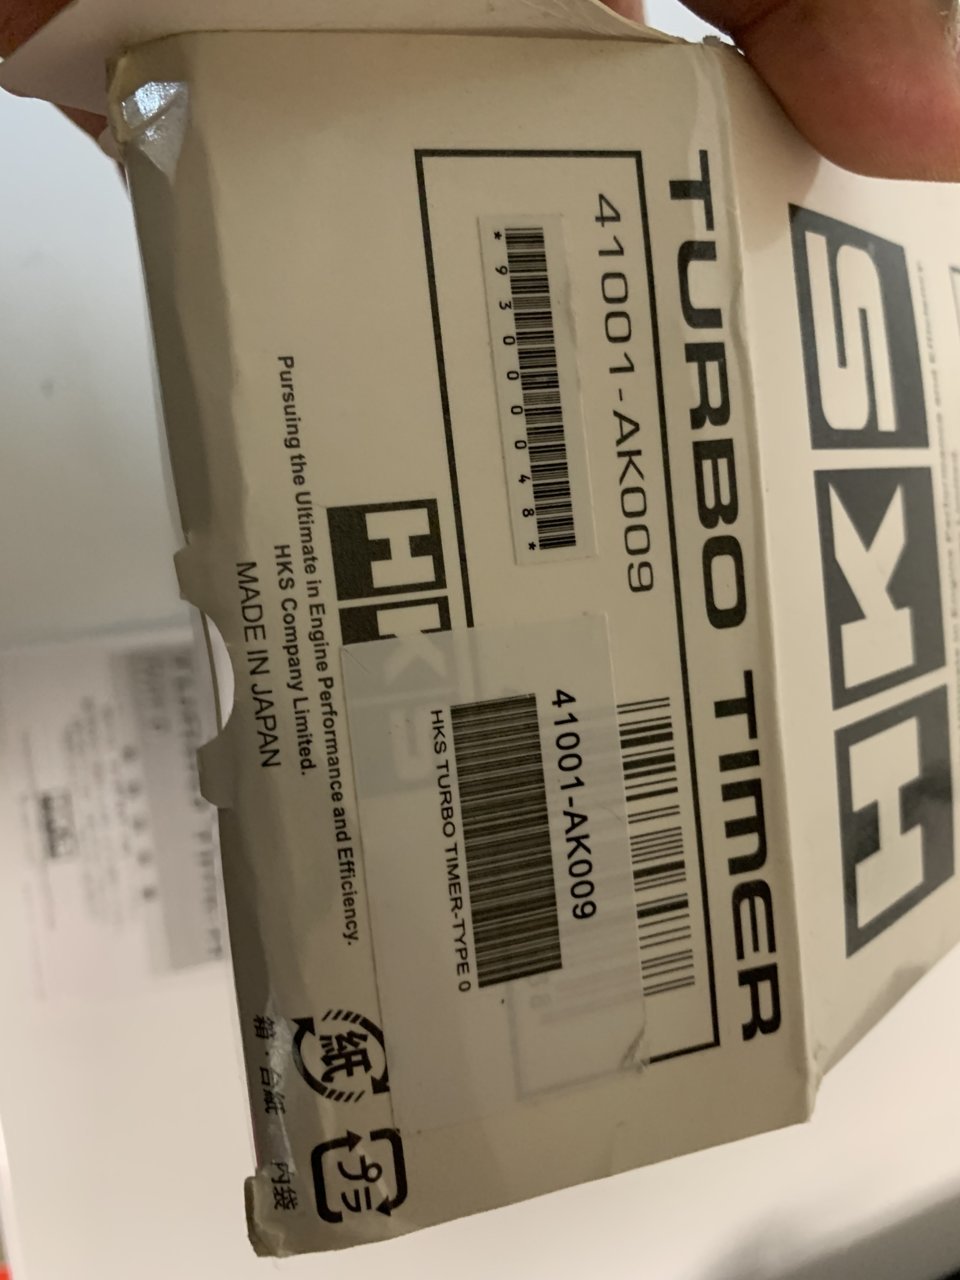 HKS
TURBO TIMER
41001-AK009
*93000048*
41001-AK009
HKS TURBO TIMER-TYPE 0
HKS
Pursuing the Ultimate in Engine Performance and Efficiency.
HKS Company Limited.
MADE IN JAPAN
紙
プラ
箱・台紙
内袋